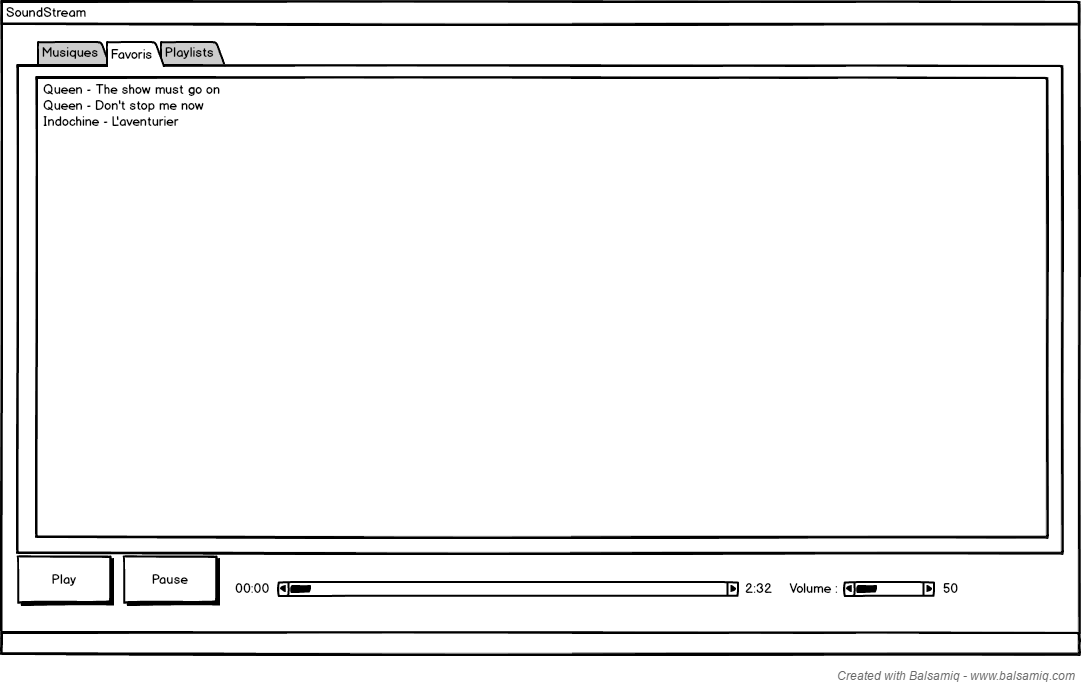 SoundStream
Musiques Favoris Playlists
Queen - The show must go on
Queen - Don't stop me now
Indochine - L'aventurier
Play Pause 00:00 2:32 Volume : 50
Created with Balsamiq - www.balsamiq.com